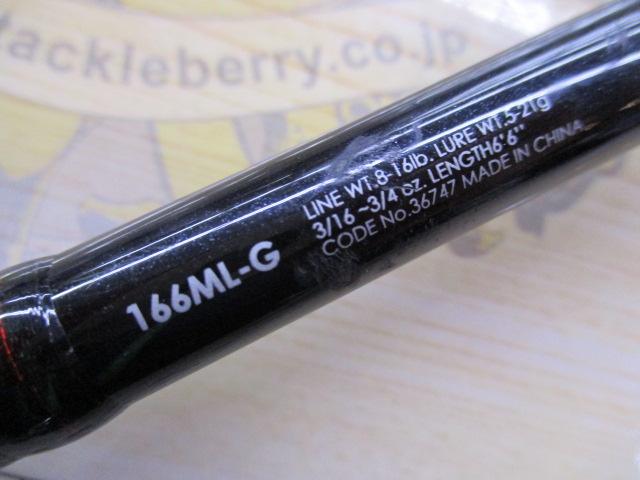 tackleberry.co.jp
166ML-G
LINE WT.8-16lb. LURE WT.5-21g
3/16~3/4 oz. LENGTH6'6"
CODE No.36747 MADE IN CHINA